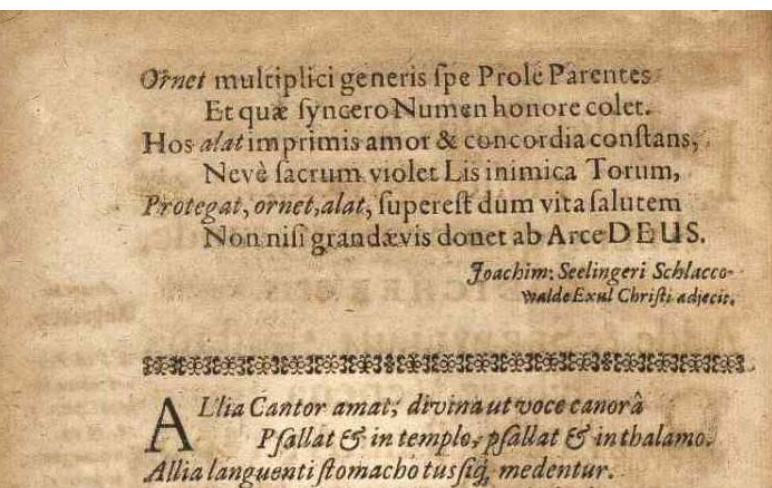 Ornet multiplici generis ſpe Prole Parentes
Et quæ ſyncero Numen honore colet.
Hos alat imprimis amor & concordia conſtans,
Nevè ſacrum violet Lis inimica Torum,
Protegat, ornet, alat, ſupereſt dum vita ſalutem
Non niſi grandævis donet ab Arce DEUS.
Joachim: Seelingeri Schlacco-
walde Exul Chriſti adjecit.
ALlia Cantor amat; divina ut voce canorâ
Pſallat & in templo, pſallat & in thalamo.
Allia languenti ſtomacho tusſiq́; medentur.